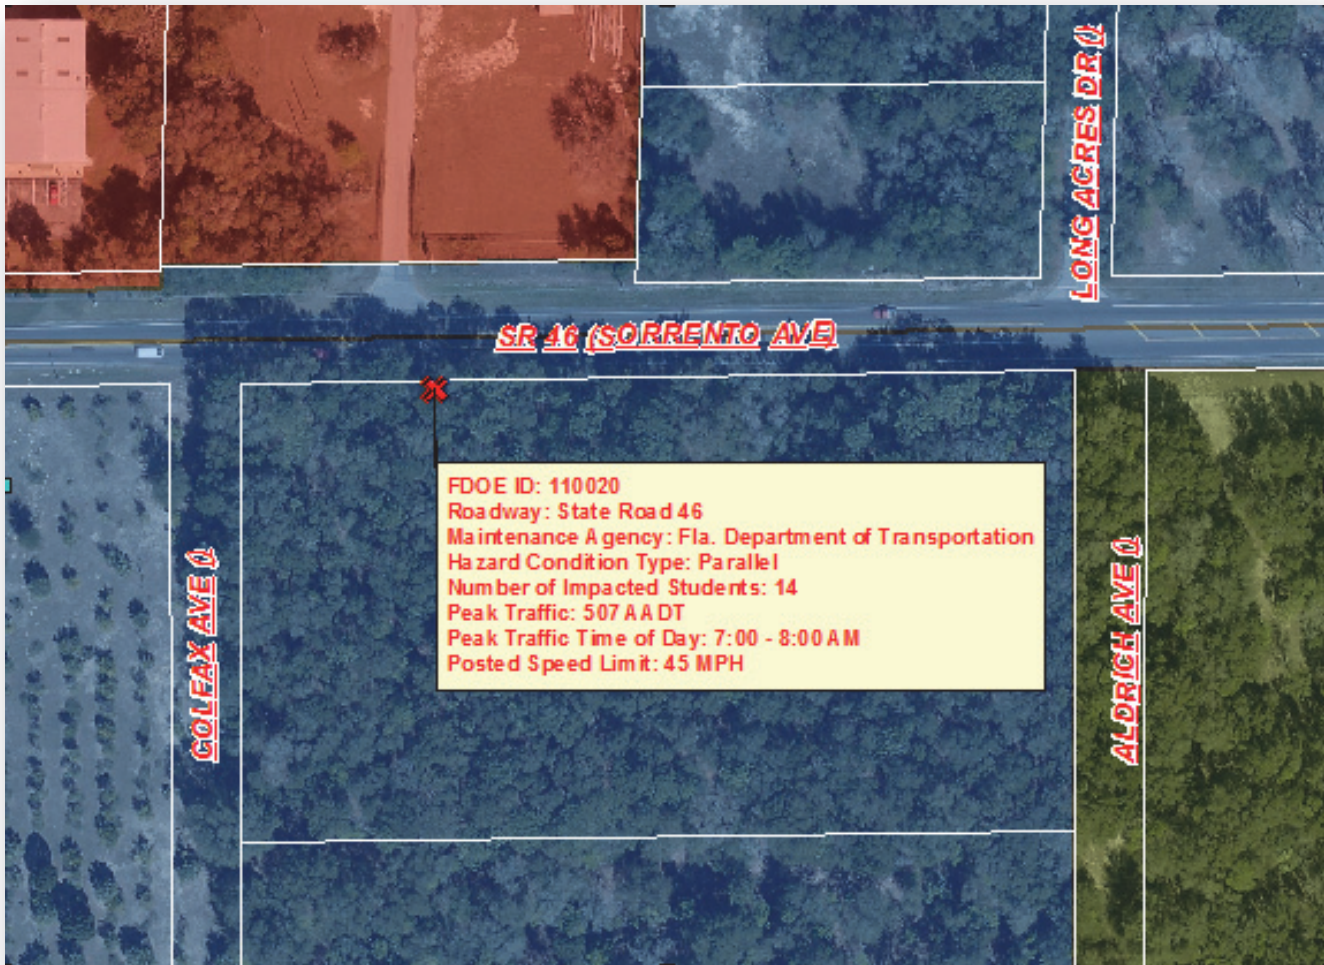 LONG ACRES DR ()
SR 46 (SORRENTO AVE)
FDOE ID: 110020
Roadway: State Road 46
Maintenance Agency: Fla. Department of Transportation
Hazard Condition Type: Parallel
Number of Impacted Students: 14
Peak Traffic: 507 AADT
Peak Traffic Time of Day: 7:00 - 8:00 AM
Posted Speed Limit: 45 MPH
COLFAX AVE ()
ALDRICH AVE ()